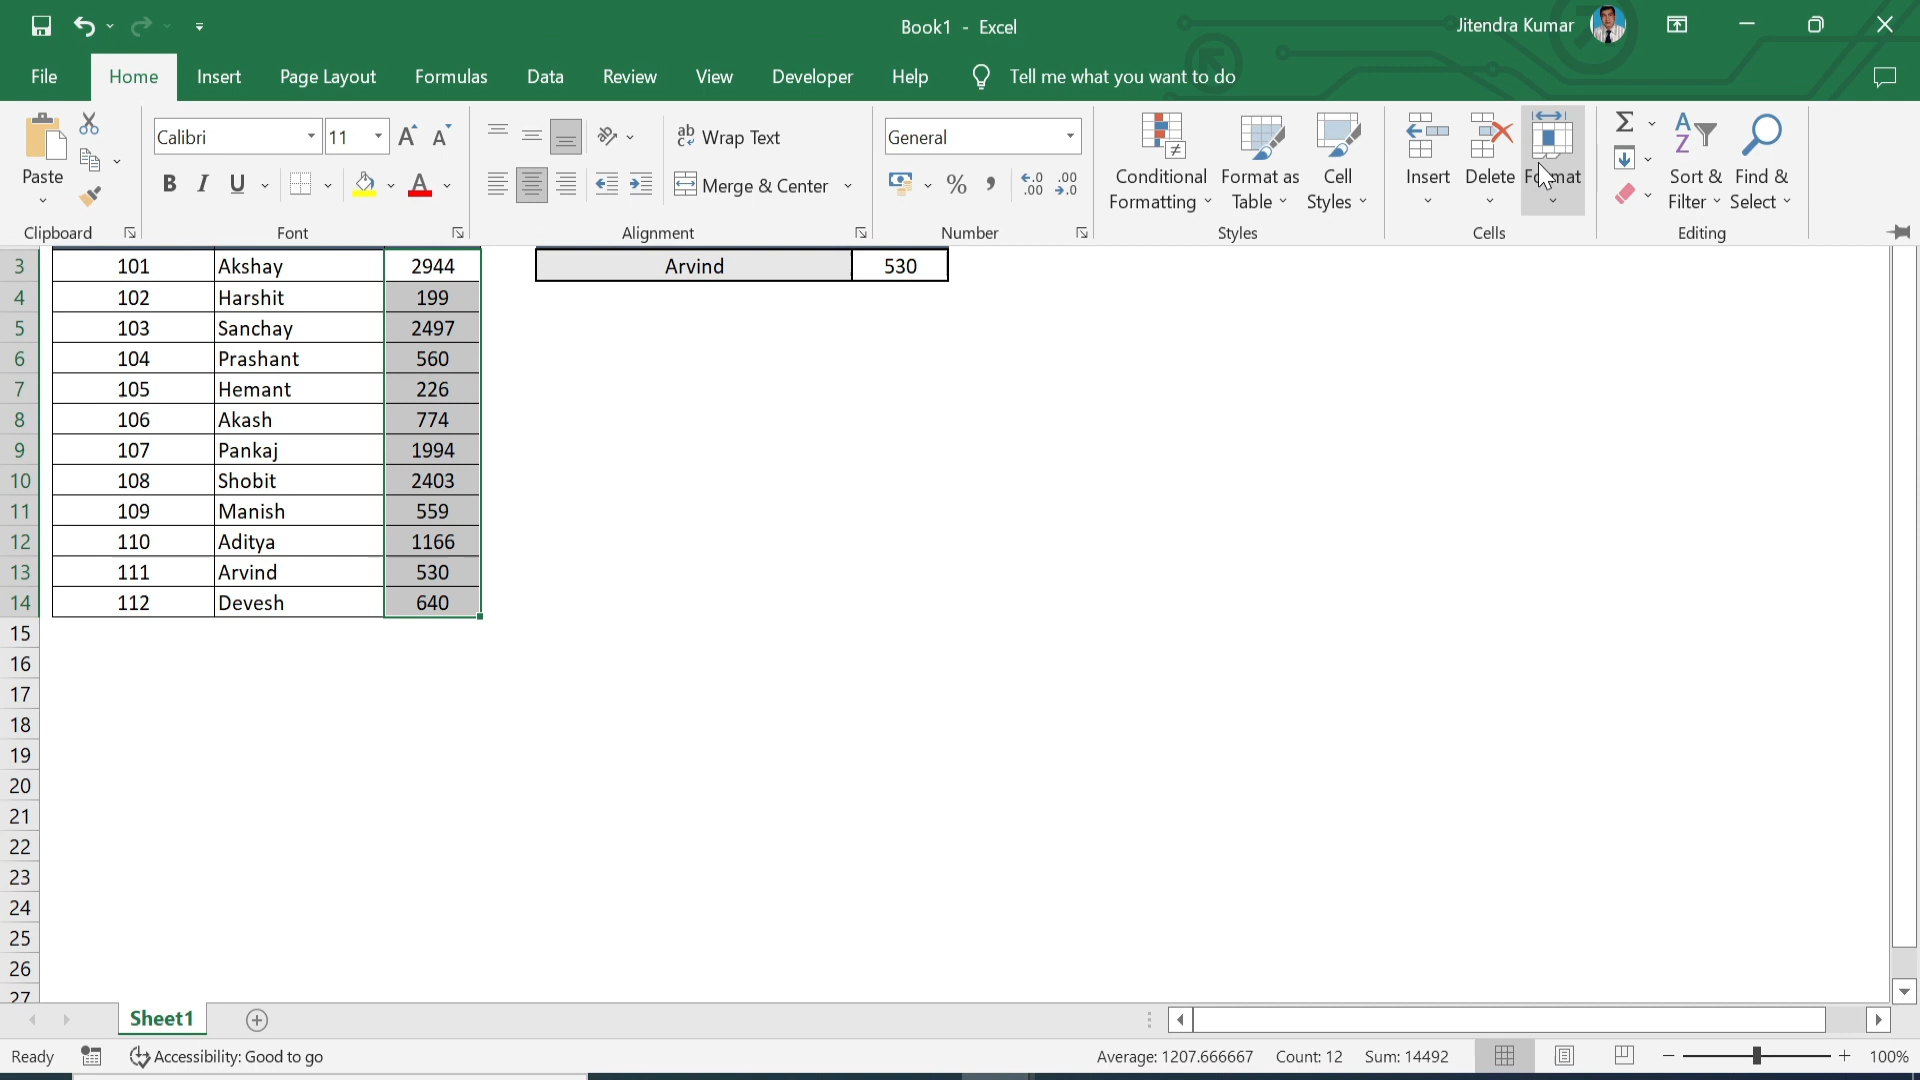 Book1 - Excel
Jitendra Kumar
File Home Insert Page Layout Formulas Data Review View Developer Help Tell me what you want to do
Calibri 11 Wrap Text General
Paste Merge & Center
Conditional Formatting
Format as Table
Cell Styles
Insert Delete Format
Sort & Filter
Find & Select
Clipboard Font Alignment Number Styles Cells Editing
3 101 Akshay 2944 Arvind 530
4 102 Harshit 199
5 103 Sanchay 2497
6 104 Prashant 560
7 105 Hemant 226
8 106 Akash 774
9 107 Pankaj 1994
10 108 Shobit 2403
11 109 Manish 559
12 110 Aditya 1166
13 111 Arvind 530
14 112 Devesh 640
15
16
17
18
19
20
21
22
23
24
25
26
27
Sheet1
Ready Accessibility: Good to go Average: 1207.666667 Count: 12 Sum: 14492 100%